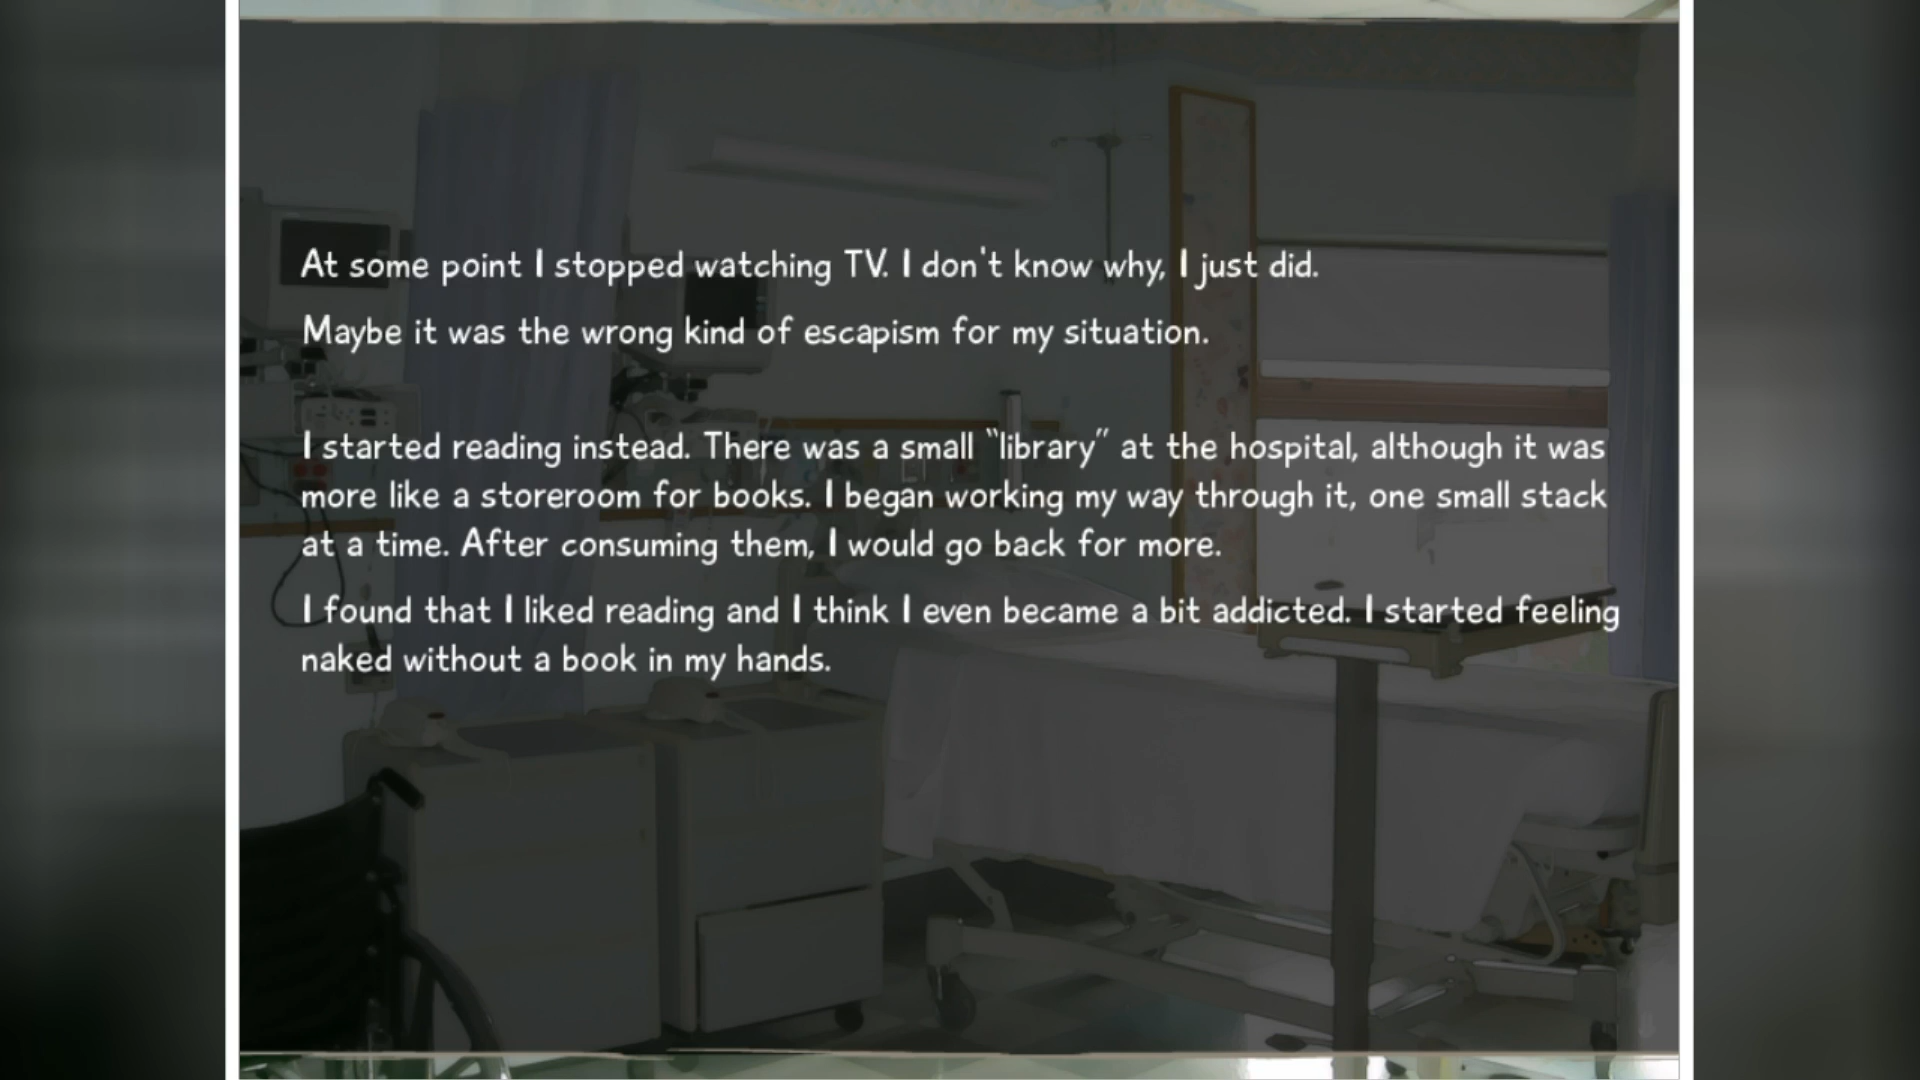 At some point I stopped watching TV. I don't know why, I just did.
Maybe it was the wrong kind of escapism for my situation.
I started reading instead. There was a small “library” at the hospital, although it was
more like a storeroom for books. I began working my way through it, one small stack
at a time. After consuming them, I would go back for more.
I found that I liked reading and I think I even became a bit addicted. I started feeling
naked without a book in my hands.